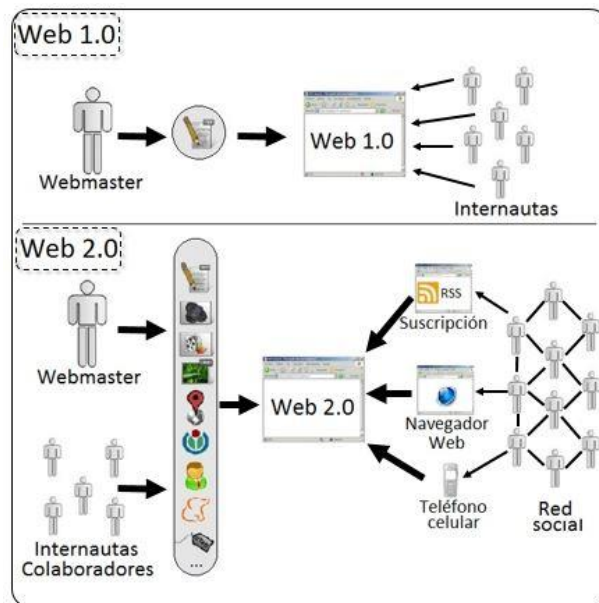 Web 1.0
Webmaster
Web 1.0
Internautas
Web 2.0
Webmaster
Internautas
Colaboradores
...
Web 2.0
RSS
Suscripción
Navegador
Web
Teléfono
celular
Red
social